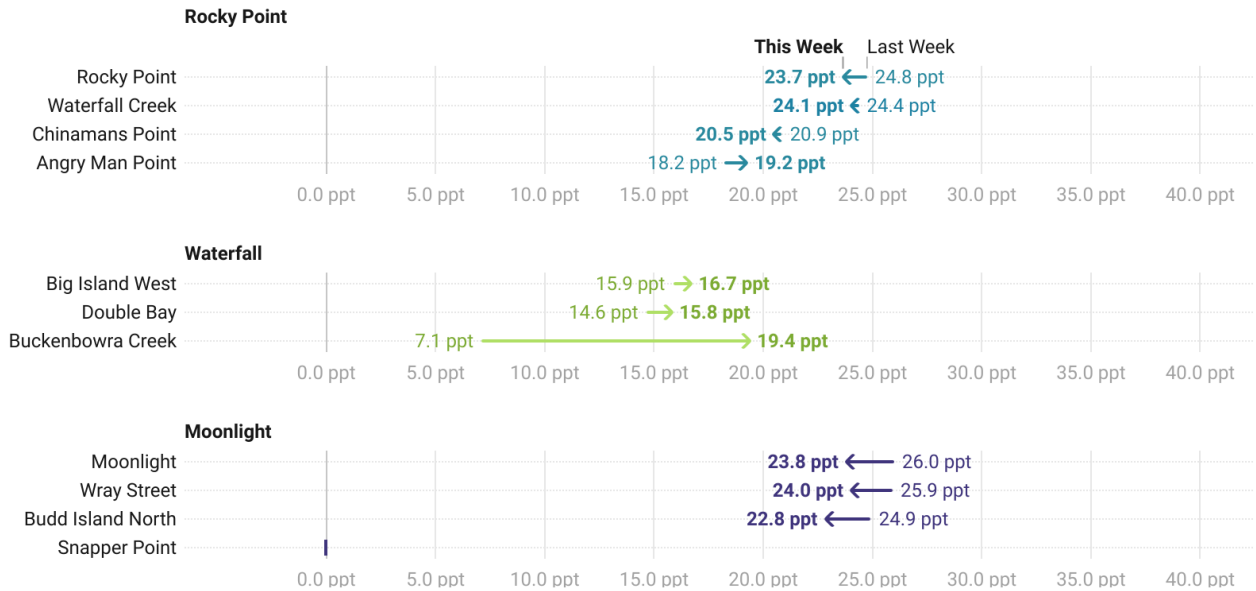 Rocky Point
This Week Last Week
Rocky Point 23.7 ppt 24.8 ppt
Waterfall Creek 24.1 ppt 24.4 ppt
Chinamans Point 20.5 ppt 20.9 ppt
Angry Man Point 18.2 ppt 19.2 ppt
0.0 ppt 5.0 ppt 10.0 ppt 15.0 ppt 20.0 ppt 25.0 ppt 30.0 ppt 35.0 ppt 40.0 ppt
Waterfall
Big Island West 15.9 ppt 16.7 ppt
Double Bay 14.6 ppt 15.8 ppt
Buckenbowra Creek 7.1 ppt 19.4 ppt
0.0 ppt 5.0 ppt 10.0 ppt 15.0 ppt 20.0 ppt 25.0 ppt 30.0 ppt 35.0 ppt 40.0 ppt
Moonlight
Moonlight 23.8 ppt 26.0 ppt
Wray Street 24.0 ppt 25.9 ppt
Budd Island North 22.8 ppt 24.9 ppt
Snapper Point
0.0 ppt 5.0 ppt 10.0 ppt 15.0 ppt 20.0 ppt 25.0 ppt 30.0 ppt 35.0 ppt 40.0 ppt